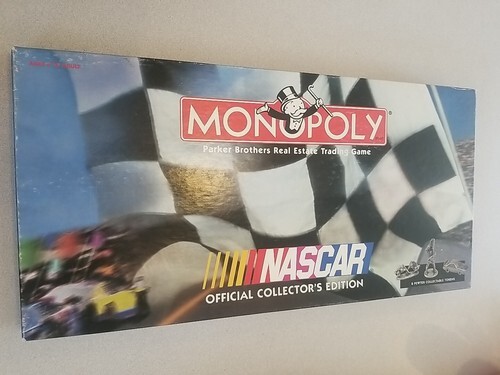 MONOPOLY
Parker Brothers Real Estate Trading Game
NASCAR
OFFICIAL COLLECTOR'S EDITION